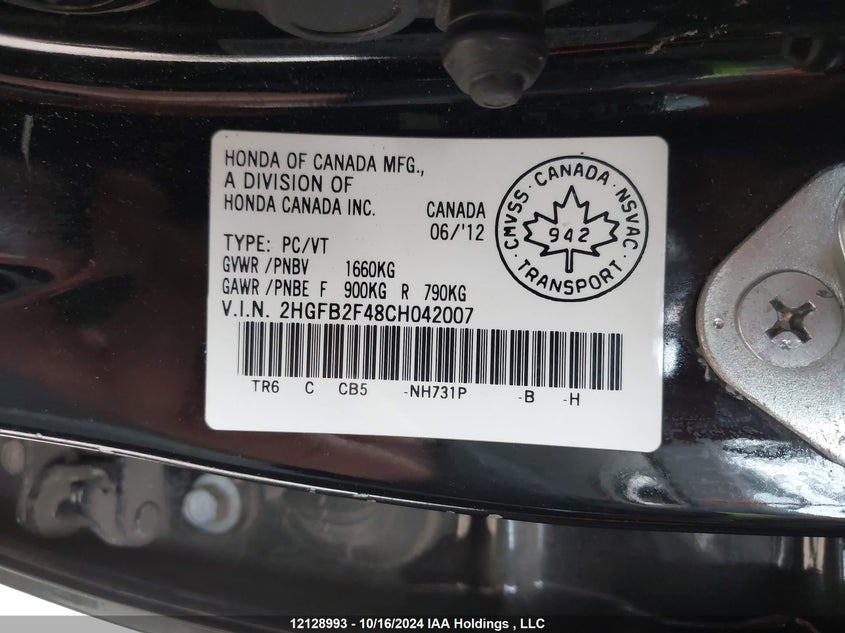 HONDA OF CANADA MFG.,
A DIVISION OF
HONDA CANADA INC.
CANADA
06/'12
TYPE: PC/VT
GVWR /PNBV 1660KG
GAWR /PNBE F 900KG R 790KG
V.I.N. 2HGFB2F48CH042007
TR6 C CB5 -NH731P -B -H
CMVSS · CANADA · NSVAC
942
· TRANSPORT ·
12128993 - 10/16/2024 IAA Holdings , LLC